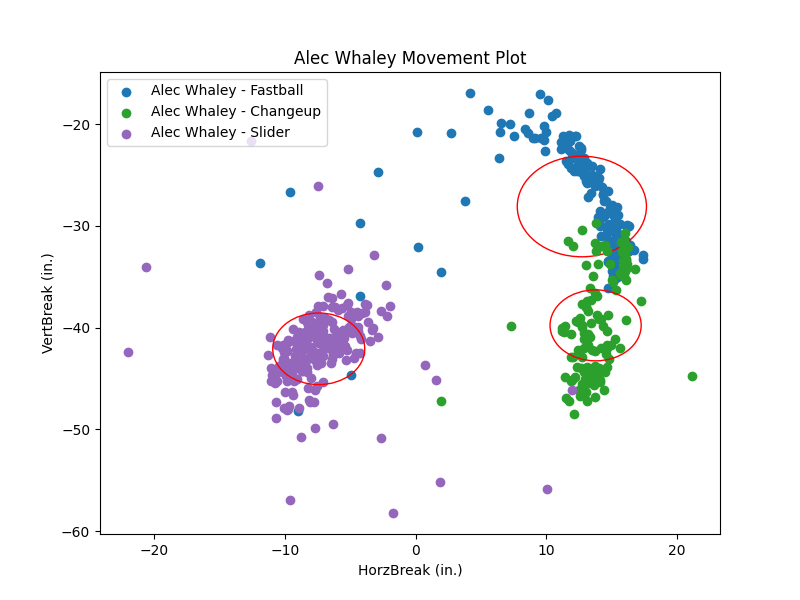 Alec Whaley Movement Plot
Alec Whaley - Fastball
Alec Whaley - Changeup
Alec Whaley - Slider
VertBreak (in.)
−20
−30
−40
−50
−60
−20
−10
0
10
20
HorzBreak (in.)